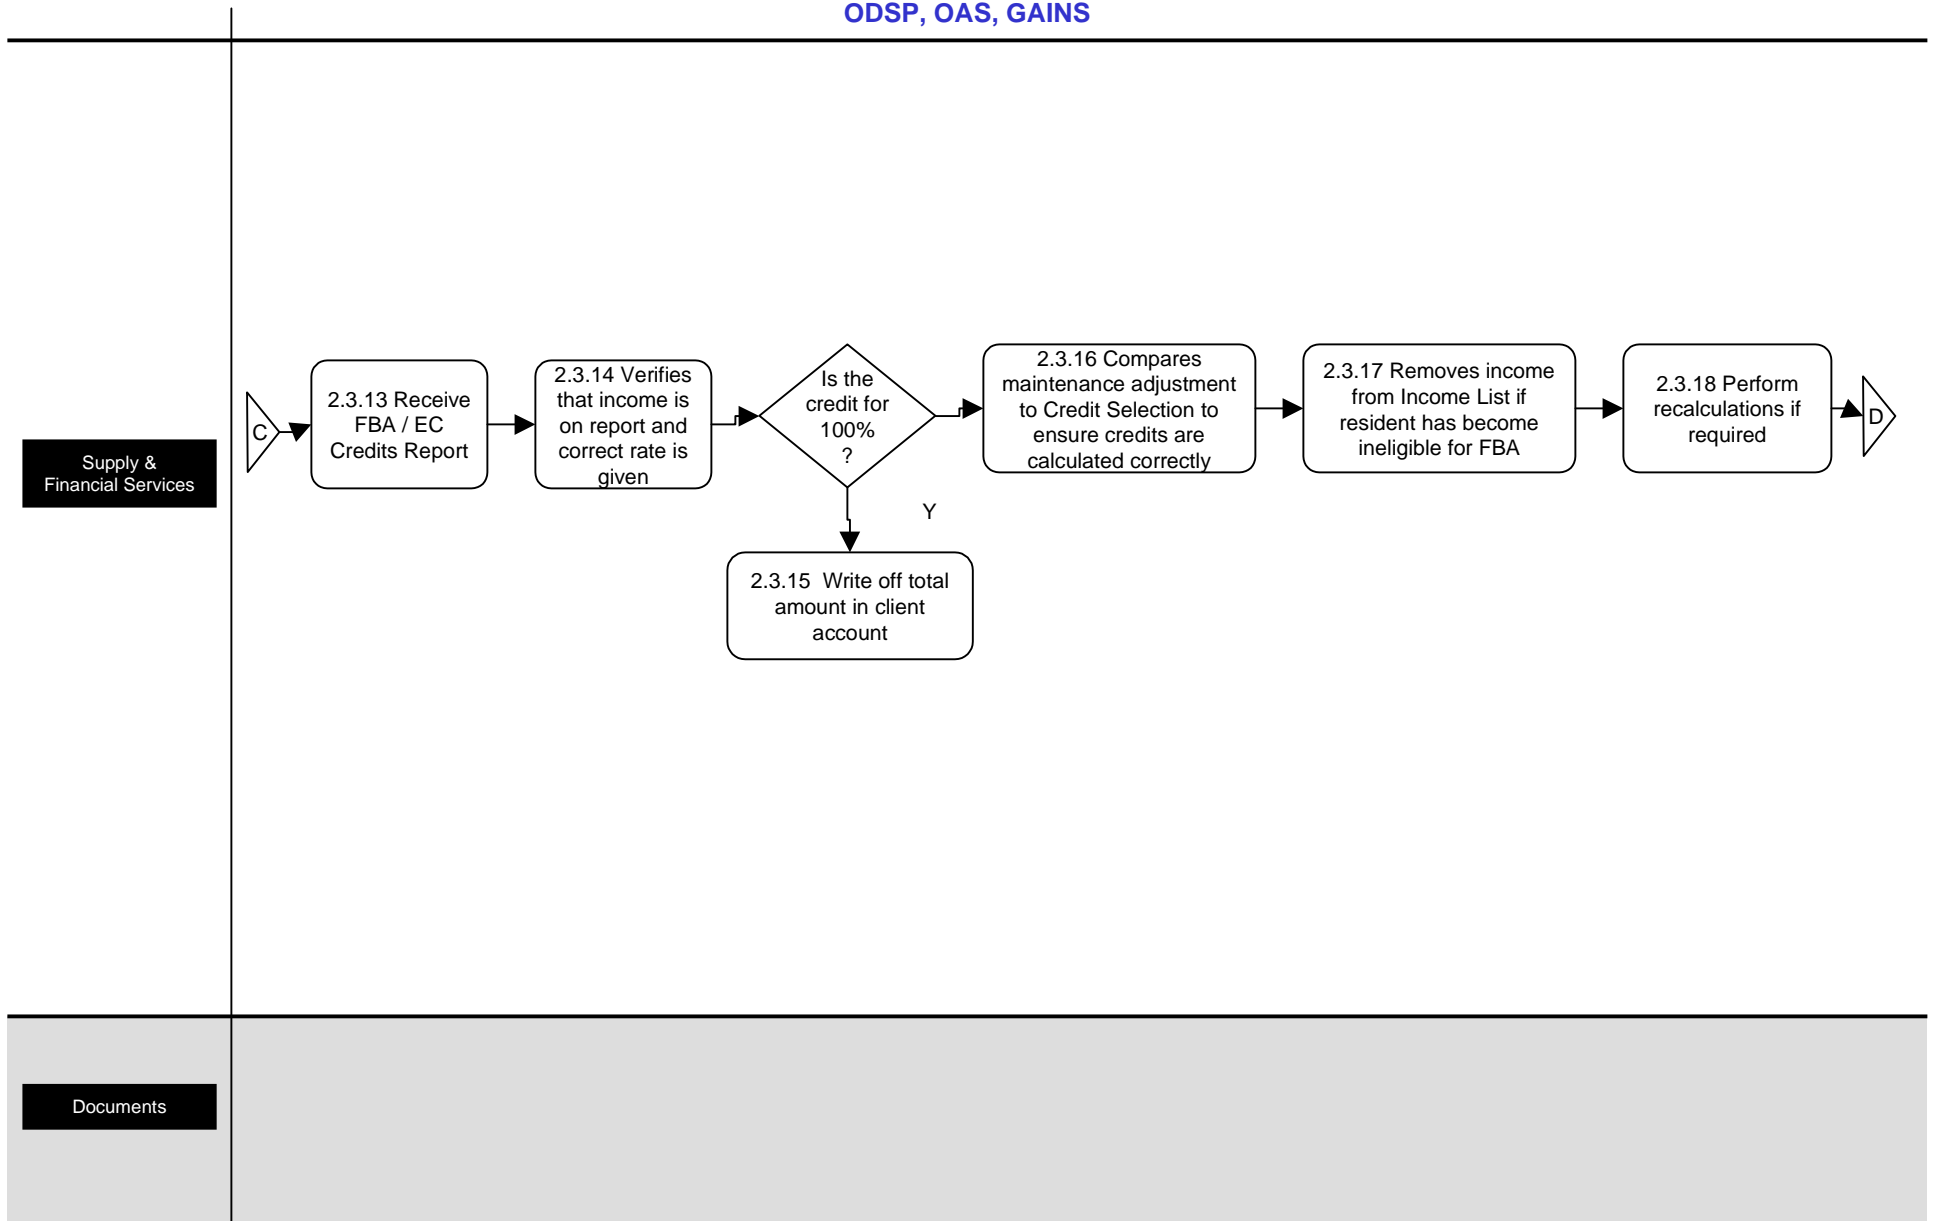 ODSP, OAS, GAINS
Supply &
Financial Services
C
2.3.13 Receive
FBA / EC
Credits Report
2.3.14 Verifies
that income is
on report and
correct rate is
given
Is the
credit for
100%
?
Y
2.3.15 Write off total
amount in client
account
2.3.16 Compares
maintenance adjustment
to Credit Selection to
ensure credits are
calculated correctly
2.3.17 Removes income
from Income List if
resident has become
ineligible for FBA
2.3.18 Perform
recalculations if
required
D
Documents